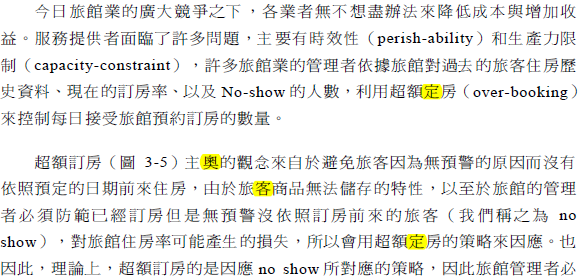 今日旅館業的廣大競爭之下，各業者無不想盡辦法來降低成本與增加收
益。服務提供者面臨了許多問題，主要有時效性（perish-ability）和生產力限
制（capacity-constraint），許多旅館業的管理者依據旅館對過去的旅客住房歷
史資料、現在的訂房率、以及 No-show 的人數，利用超額定房（over-booking）
來控制每日接受旅館預約訂房的數量。
超額訂房（圖 3-5）主奧的觀念來自於避免旅客因為無預警的原因而沒有
依照預定的日期前來住房，由於旅客商品無法儲存的特性，以至於旅館的管理
者必須防範已經訂房但是無預警沒依照訂房前來的旅客（我們稱之為 no
show），對旅館住房率可能產生的損失，所以會用超額定房的策略來因應。也
因此，理論上，超額訂房的是因應 no show 所對應的策略，因此旅館管理者必